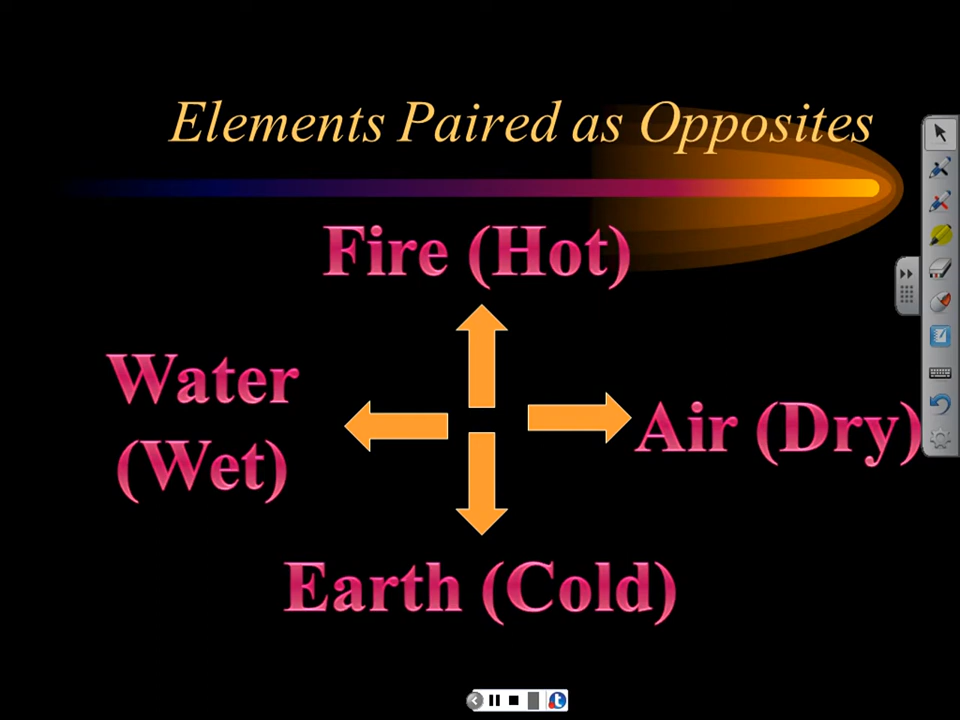 Elements Paired as Opposites
Fire (Hot)
Water
(Wet)
Air (Dry)
Earth (Cold)